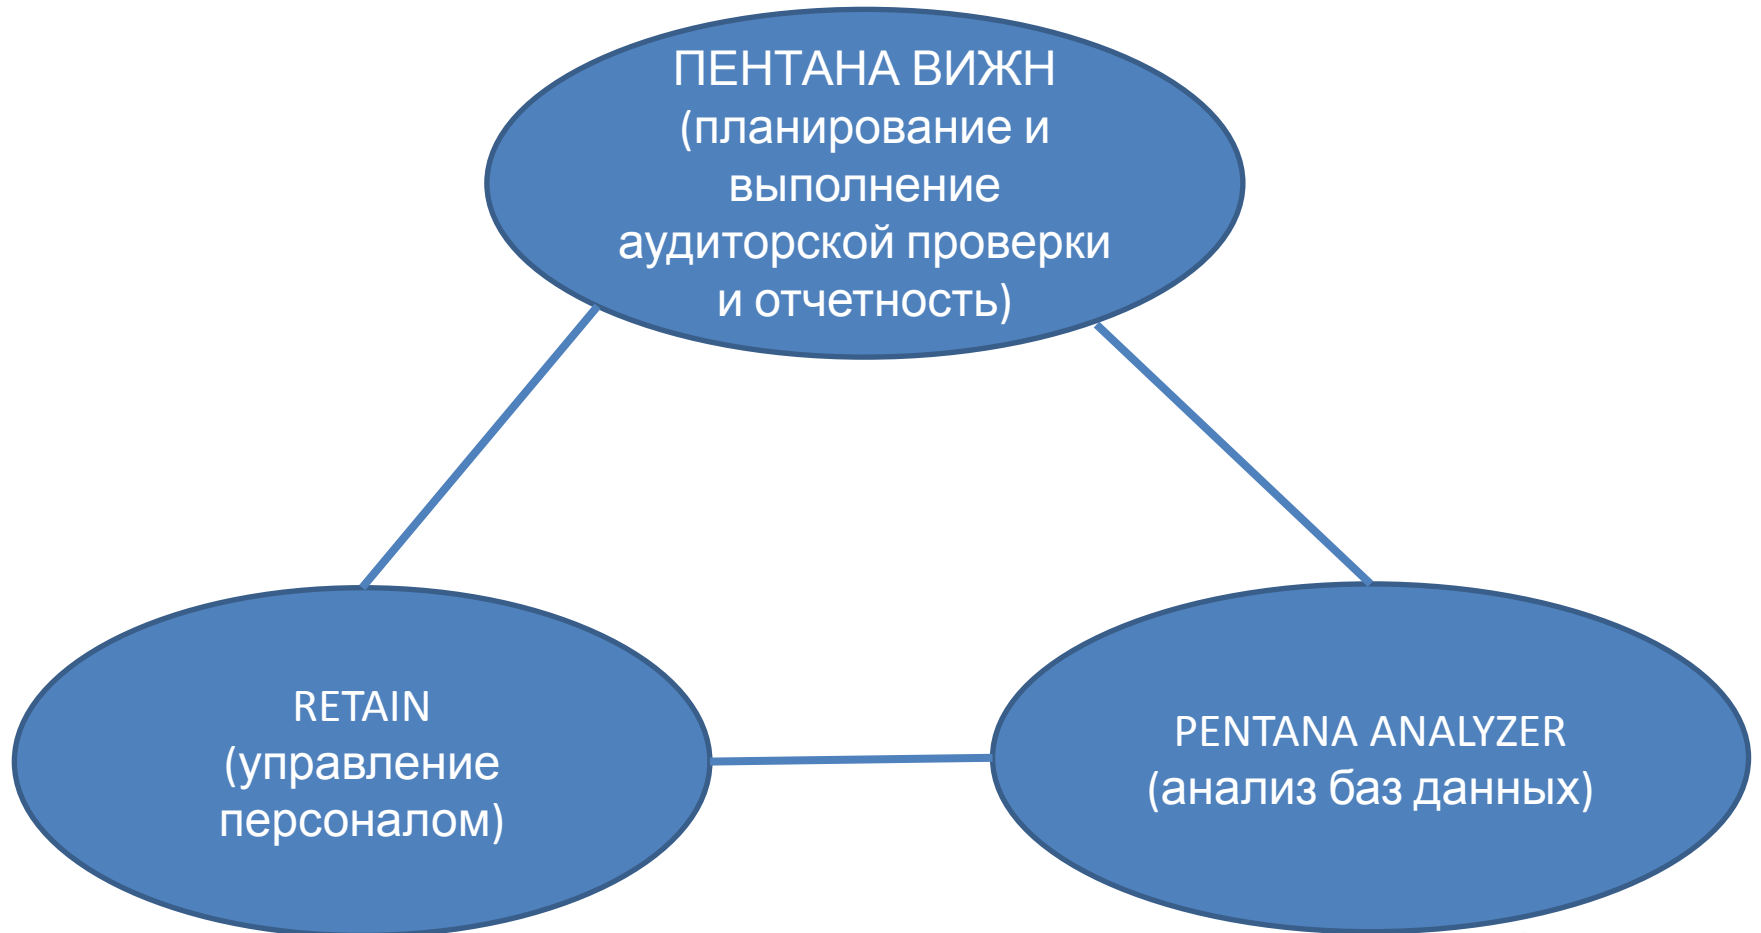 ПЕНТАНА ВИЖН
(планирование и
выполнение
аудиторской проверки
и отчетность)
RETAIN
(управление
персоналом)
PENTANA ANALYZER
(анализ баз данных)